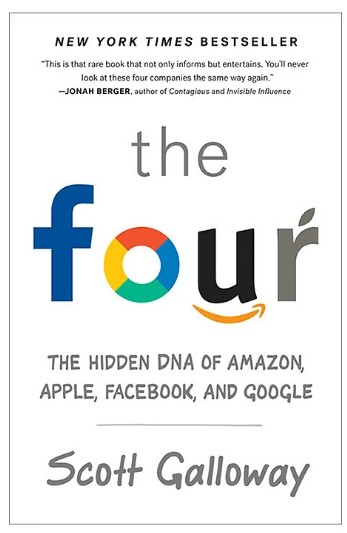 NEW YORK TIMES BESTSELLER
"This is that rare book that not only informs but entertains. You'll never
look at these four companies the same way again."
—JONAH BERGER, author of Contagious and Invisible Influence
the
four
THE HIDDEN DNA OF AMAZON,
APPLE, FACEBOOK, AND GOOGLE
Scott Galloway